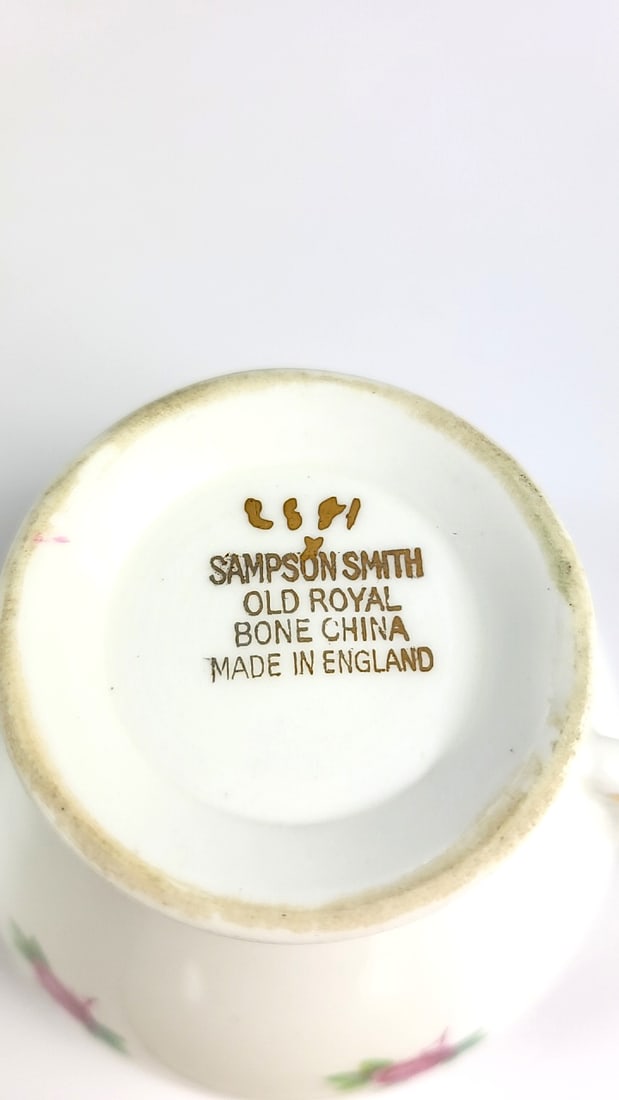 SAMPSON SMITH
OLD ROYAL
BONE CHINA
MADE IN ENGLAND